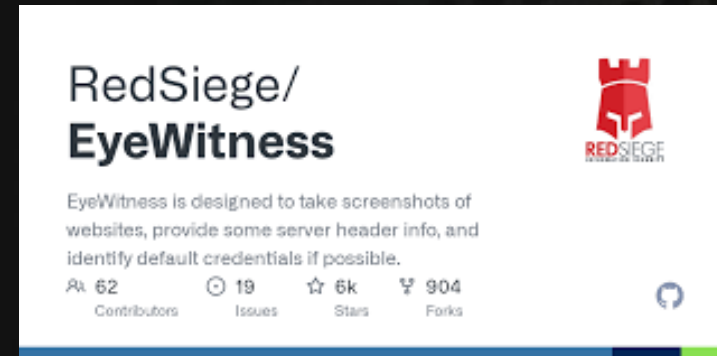 RedSiege/
EyeWitness
REDSIEGE
EyeWitness is designed to take screenshots of
websites, provide some server header info, and
identify default credentials if possible.
62
Contributors
19
Issues
6k
Stars
904
Forks